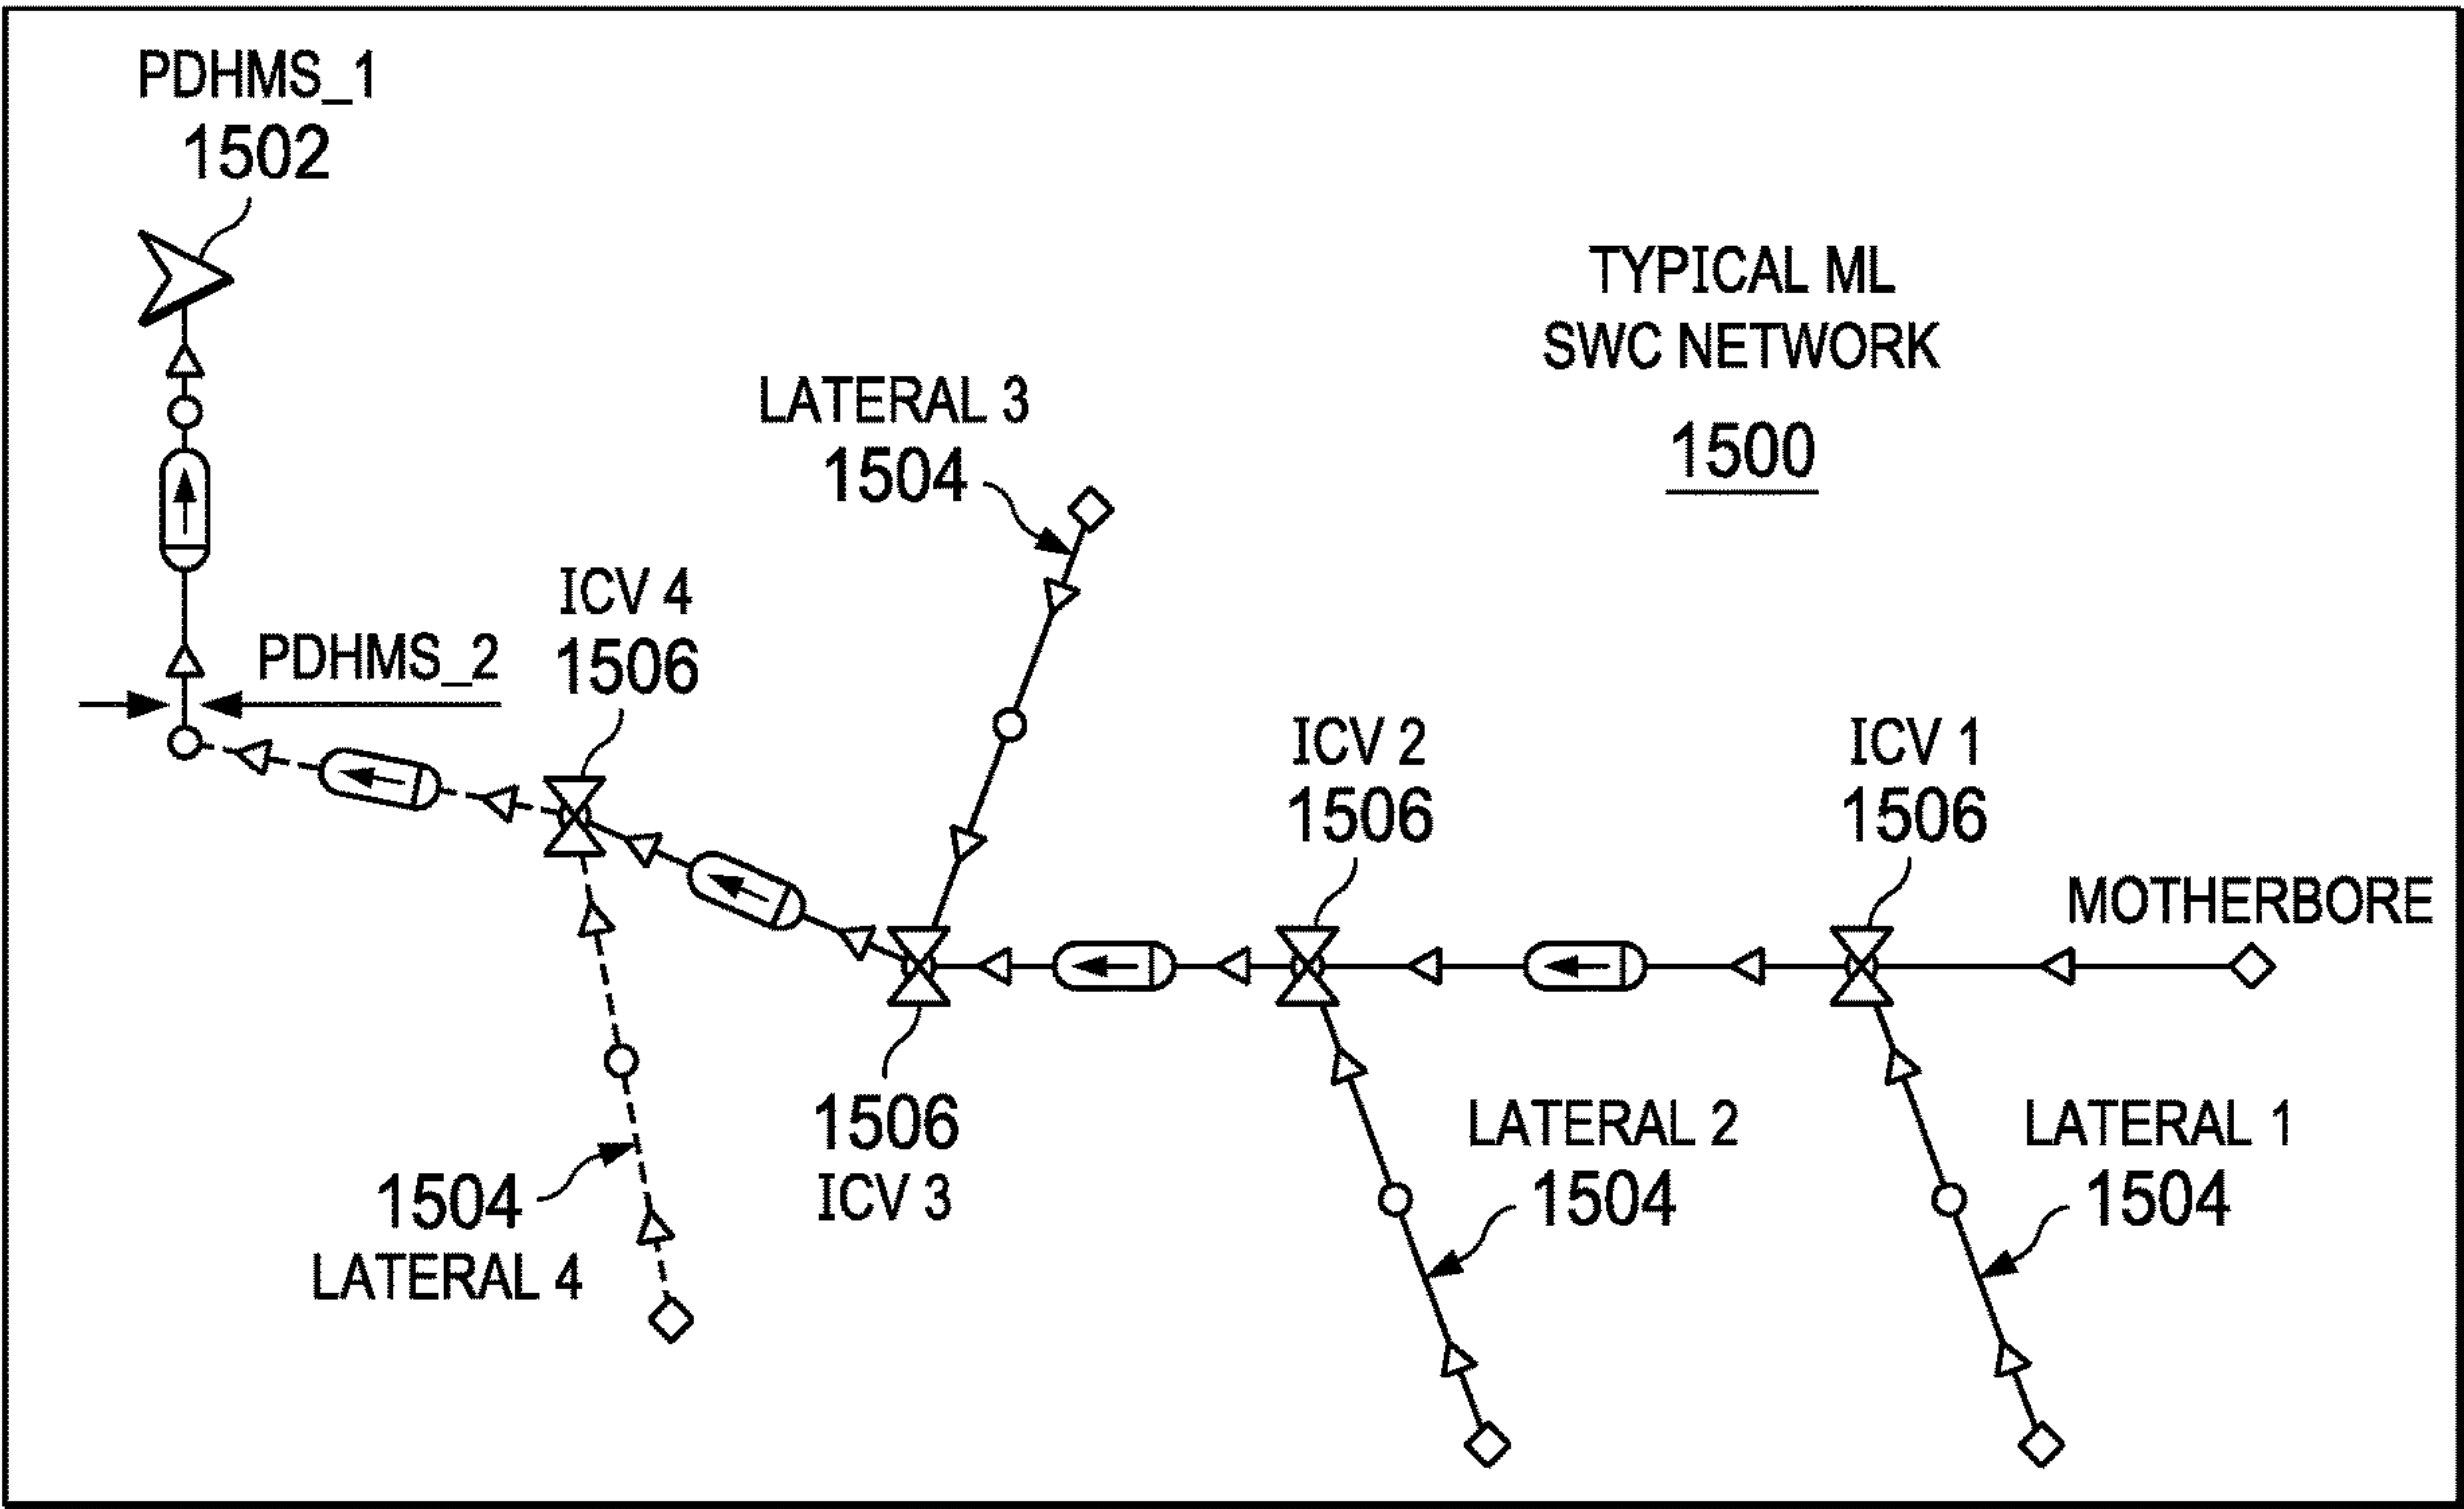 PDHMS_1
1502
TYPICAL ML
SWC NETWORK
1500
LATERAL 3
1504
ICV 4
1506
PDHMS_2
ICV 2
1506
ICV 1
1506
MOTHERBORE
1506
ICV 3
LATERAL 2
1504
LATERAL 1
1504
1504
LATERAL 4